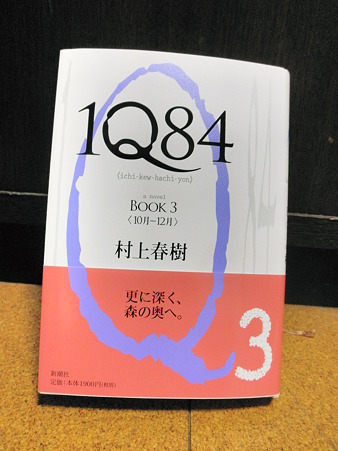 1Q84
(ichi-kew-hachi-yon)
a novel
BOOK 3
〈10月－12月〉
村上春樹
更に深く、
森の奥へ。
3
新潮社
定価：本体1900円(税別)